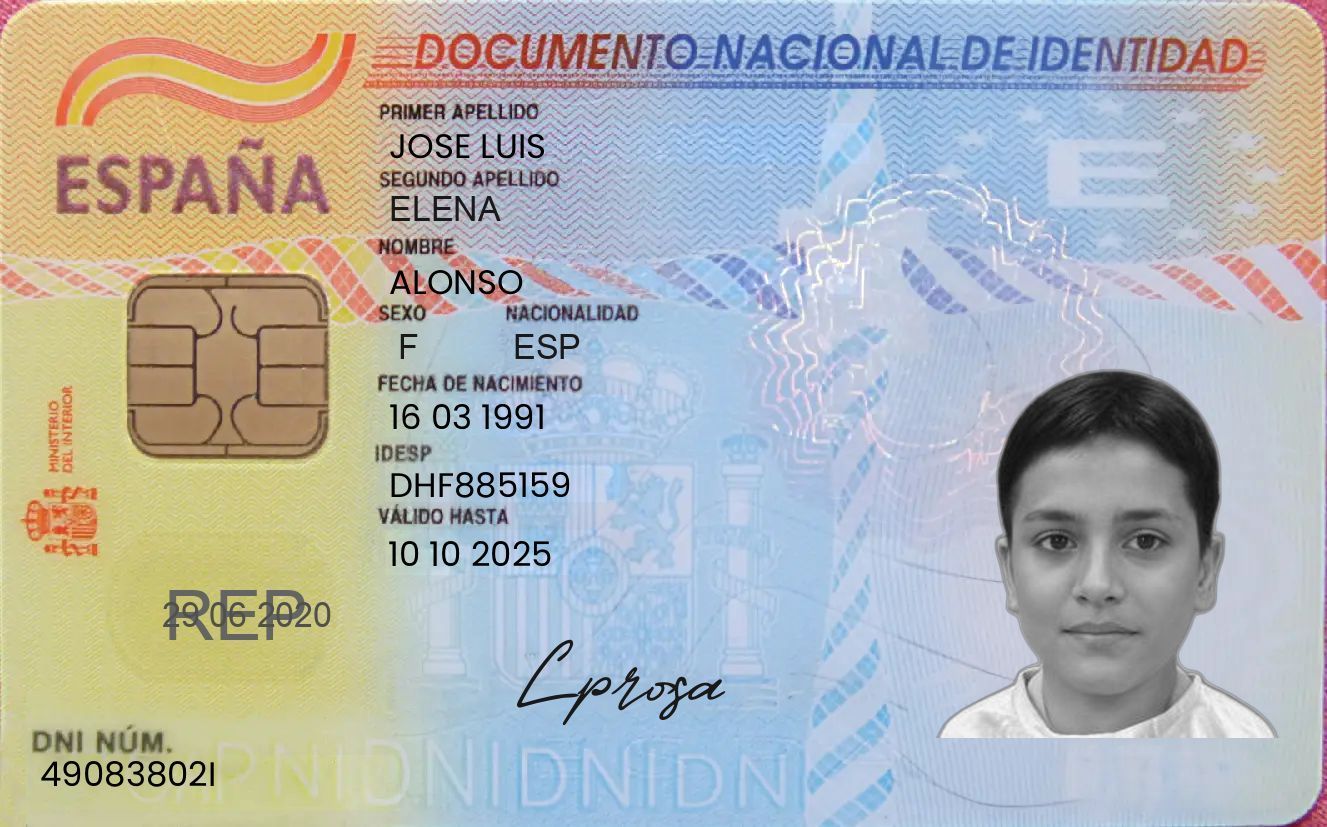 DOCUMENTO NACIONAL DE IDENTIDAD
ESPAÑA
PRIMER APELLIDO
JOSE LUIS
SEGUNDO APELLIDO
ELENA
NOMBRE
ALONSO
SEXO NACIONALIDAD
F ESP
FECHA DE NACIMIENTO
16 03 1991
IDESP
DHF885159
VÁLIDO HASTA
10 10 2025
MINISTERIO
DEL INTERIOR
E
REP
29 06 2020
Lprosa
DNI NÚM.
49083802I
DNIDNIDNIDN